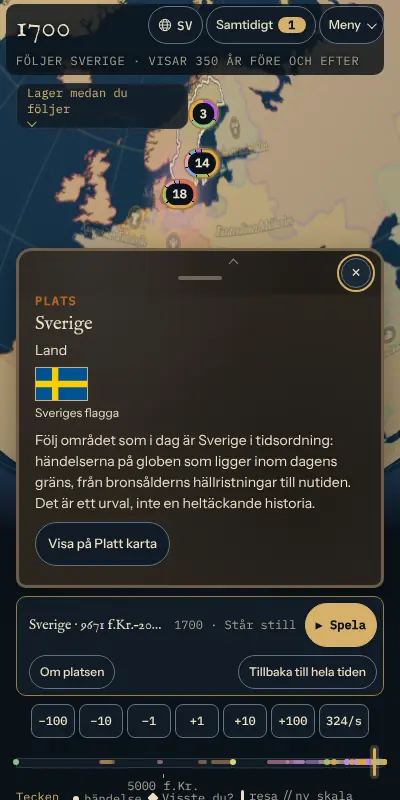 1700
SV
Samtidigt 1
Meny
FÖLJER SVERIGE · VISAR 350 ÅR FÖRE OCH EFTER
Lager medan du
följer
3
14
18
×
PLATS
Sverige
Land
Sveriges flagga
Följ området som i dag är Sverige i tidsordning:
händelserna på globen som ligger inom dagens
gräns, från bronsålderns hällristningar till nutiden.
Det är ett urval, inte en heltäckande historia.
Visa på Platt karta
Sverige · 9671 f.Kr.–20… 1700 · Står still ▶ Spela
Om platsen
Tillbaka till hela tiden
−100 −10 −1 +1 +10 +100 324/s
5000 f.Kr.
Tecken händelse Visste du? resa // ny skala